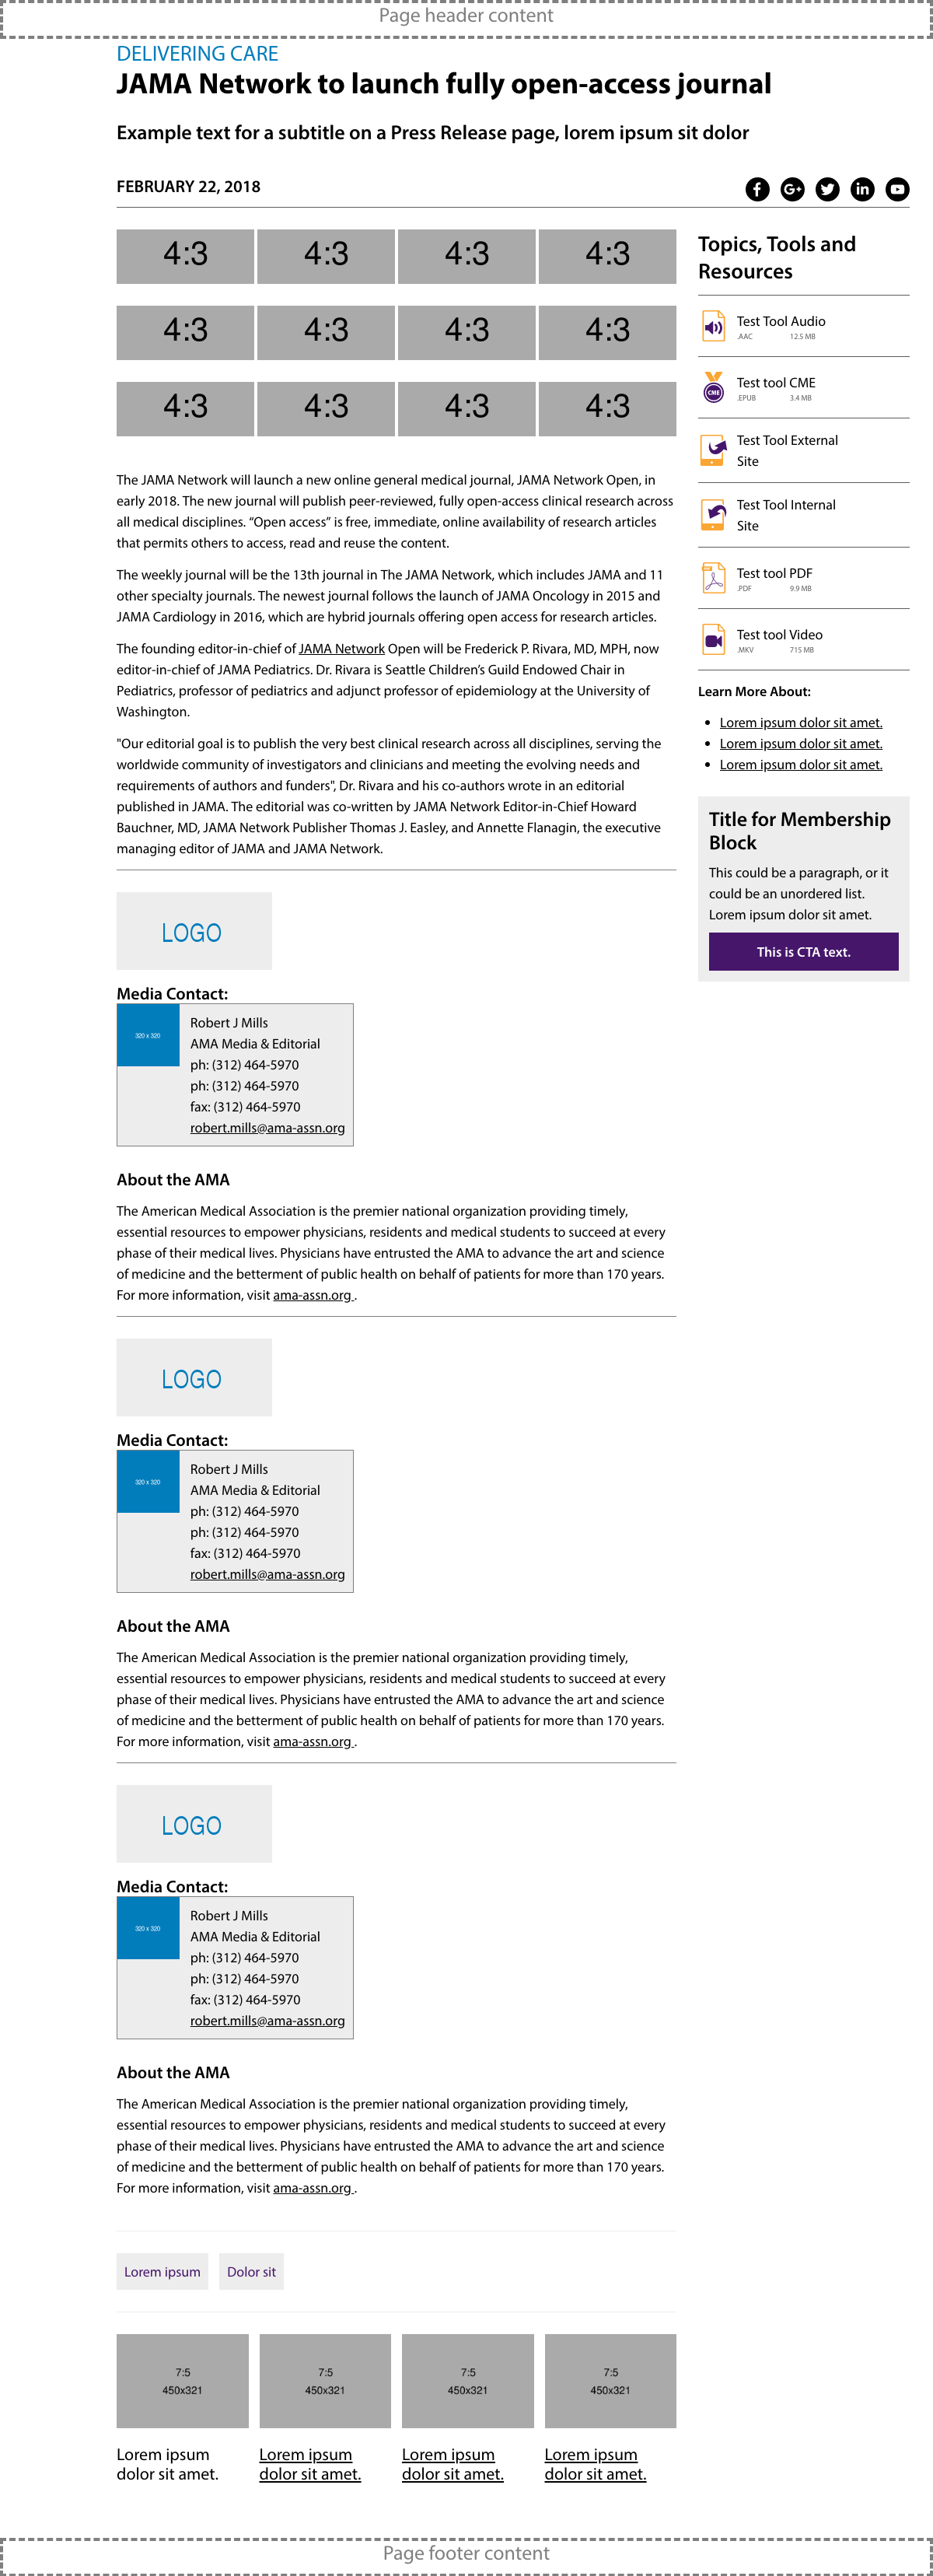 Page header content
DELIVERING CARE
JAMA Network to launch fully open-access journal
Example text for a subtitle on a Press Release page, lorem ipsum sit dolor
FEBRUARY 22, 2018
4:3 4:3 4:3 4:3
4:3 4:3 4:3 4:3
4:3 4:3 4:3 4:3
The JAMA Network will launch a new online general medical journal, JAMA Network Open, in
early 2018. The new journal will publish peer-reviewed, fully open-access clinical research across
all medical disciplines. “Open access” is free, immediate, online availability of research articles
that permits others to access, read and reuse the content.
The weekly journal will be the 13th journal in The JAMA Network, which includes JAMA and 11
other specialty journals. The newest journal follows the launch of JAMA Oncology in 2015 and
JAMA Cardiology in 2016, which are hybrid journals offering open access for research articles.
The founding editor-in-chief of JAMA Network Open will be Frederick P. Rivara, MD, MPH, now
editor-in-chief of JAMA Pediatrics. Dr. Rivara is Seattle Children’s Guild Endowed Chair in
Pediatrics, professor of pediatrics and adjunct professor of epidemiology at the University of
Washington.
"Our editorial goal is to publish the very best clinical research across all disciplines, serving the
worldwide community of investigators and clinicians and meeting the evolving needs and
requirements of authors and funders", Dr. Rivara and his co-authors wrote in an editorial
published in JAMA. The editorial was co-written by JAMA Network Editor-in-Chief Howard
Bauchner, MD, JAMA Network Publisher Thomas J. Easley, and Annette Flanagin, the executive
managing editor of JAMA and JAMA Network.
LOGO
Media Contact:
320 x 320
Robert J Mills
AMA Media & Editorial
ph: (312) 464-5970
ph: (312) 464-5970
fax: (312) 464-5970
robert.mills@ama-assn.org
About the AMA
The American Medical Association is the premier national organization providing timely,
essential resources to empower physicians, residents and medical students to succeed at every
phase of their medical lives. Physicians have entrusted the AMA to advance the art and science
of medicine and the betterment of public health on behalf of patients for more than 170 years.
For more information, visit ama-assn.org .
LOGO
Media Contact:
320 x 320
Robert J Mills
AMA Media & Editorial
ph: (312) 464-5970
ph: (312) 464-5970
fax: (312) 464-5970
robert.mills@ama-assn.org
About the AMA
The American Medical Association is the premier national organization providing timely,
essential resources to empower physicians, residents and medical students to succeed at every
phase of their medical lives. Physicians have entrusted the AMA to advance the art and science
of medicine and the betterment of public health on behalf of patients for more than 170 years.
For more information, visit ama-assn.org .
LOGO
Media Contact:
320 x 320
Robert J Mills
AMA Media & Editorial
ph: (312) 464-5970
ph: (312) 464-5970
fax: (312) 464-5970
robert.mills@ama-assn.org
About the AMA
The American Medical Association is the premier national organization providing timely,
essential resources to empower physicians, residents and medical students to succeed at every
phase of their medical lives. Physicians have entrusted the AMA to advance the art and science
of medicine and the betterment of public health on behalf of patients for more than 170 years.
For more information, visit ama-assn.org .
Lorem ipsum Dolor sit
7:5 7:5 7:5 7:5
450x321 450x321 450x321 450x321
Lorem ipsum Lorem ipsum Lorem ipsum Lorem ipsum
dolor sit amet. dolor sit amet. dolor sit amet. dolor sit amet.
Topics, Tools and
Resources
Test Tool Audio
.AAC 12.5 MB
CME
Test tool CME
.EPUB 3.4 MB
Test Tool External
Site
Test Tool Internal
Site
Test tool PDF
.PDF 9.9 MB
Test tool Video
.MKV 715 MB
Learn More About:
Lorem ipsum dolor sit amet.
Lorem ipsum dolor sit amet.
Lorem ipsum dolor sit amet.
Title for Membership
Block
This could be a paragraph, or it
could be an unordered list.
Lorem ipsum dolor sit amet.
This is CTA text.
Page footer content